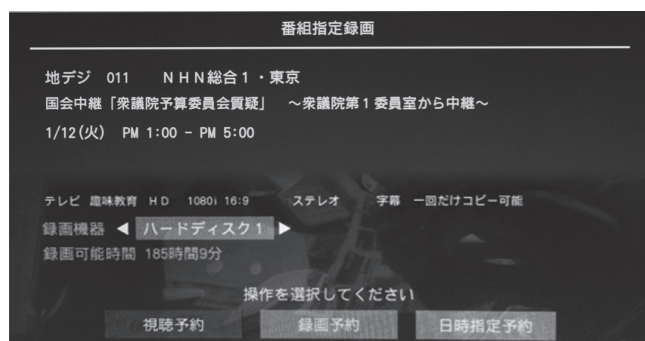 番組指定録画
地デジ 011 NHN総合1・東京
国会中継「衆議院予算委員会質疑」 ~衆議院第1委員室から中継~
1/12(火) PM 1:00 - PM 5:00
テレビ 趣味教育 HD 1080i 16:9 ステレオ 字幕 一回だけコピー可能
録画機器 ◀ ハードディスク1 ▶
録画可能時間 185時間9分
操作を選択してください
視聴予約 録画予約 日時指定予約